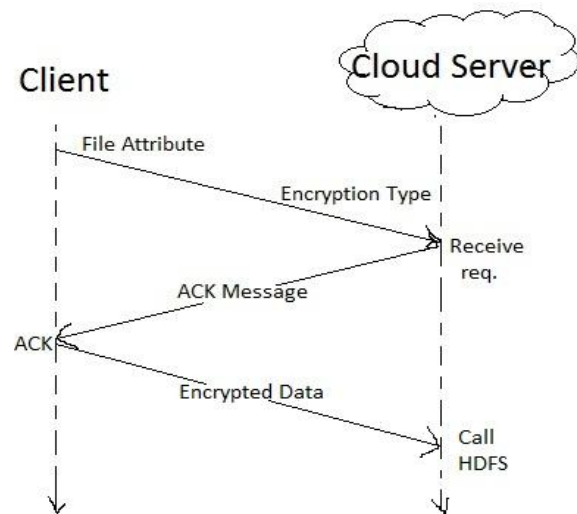 Client
Cloud Server
File Attribute
Encryption Type
Receive
req.
ACK Message
ACK
Encrypted Data
Call
HDFS